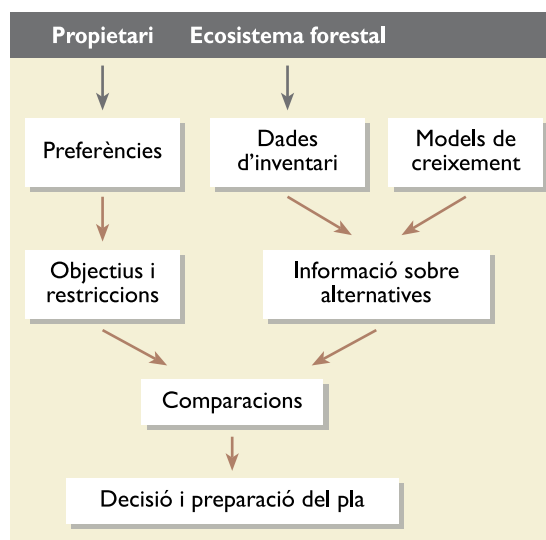 Propietari
Ecosistema forestal
Preferències
Dades
d’inventari
Models de
creixement
Objectius i
restriccions
Informació sobre
alternatives
Comparacions
Decisió i preparació del pla